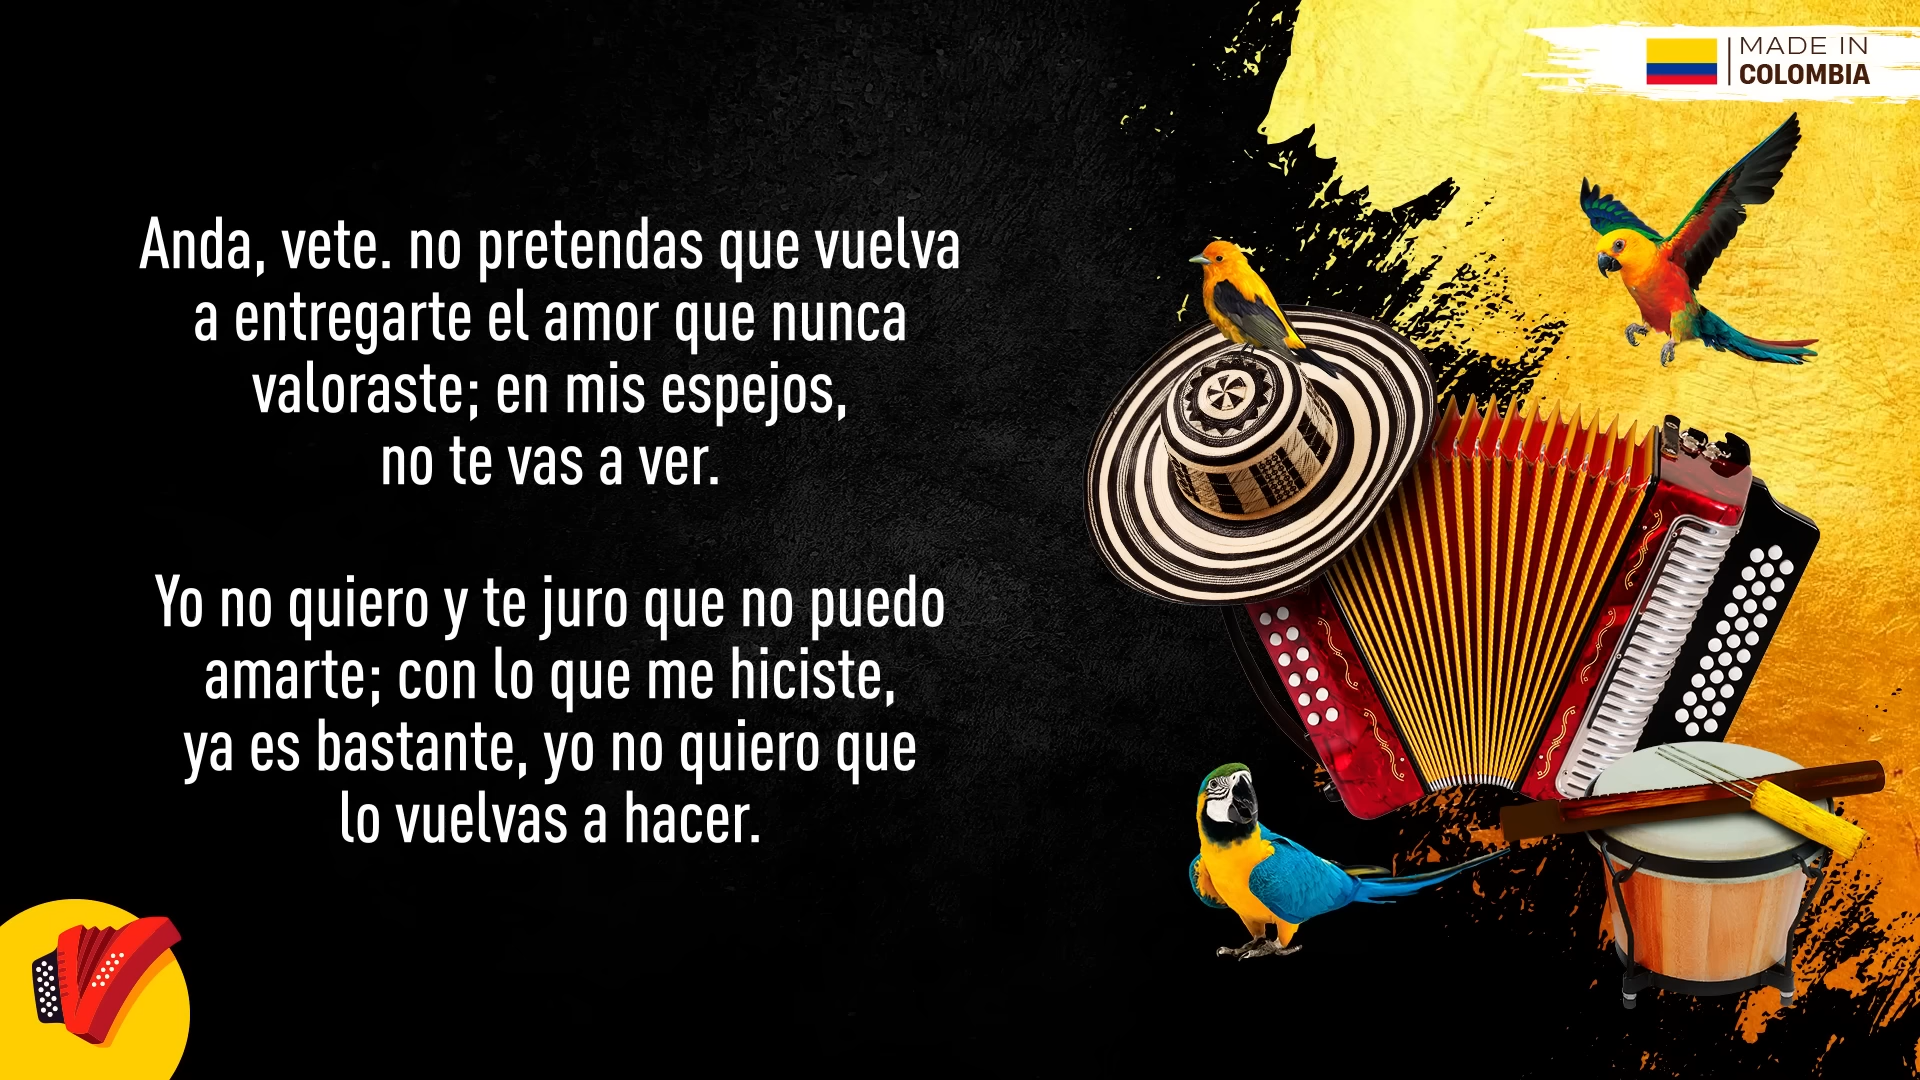 MADE IN
COLOMBIA
Anda, vete. no pretendas que vuelva
a entregarte el amor que nunca
valoraste; en mis espejos,
no te vas a ver.
Yo no quiero y te juro que no puedo
amarte; con lo que me hiciste,
ya es bastante, yo no quiero que
lo vuelvas a hacer.